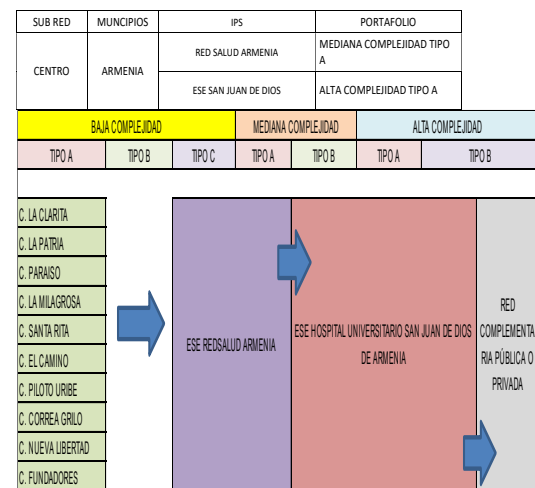 SUB RED MUNCIPIOS IPS PORTAFOLIO
CENTRO ARMENIA RED SALUD ARMENIA MEDIANA COMPLEJIDAD TIPO
A
ESE SAN JUAN DE DIOS ALTA COMPLEJIDAD TIPO A
BAJA COMPLEJIDAD MEDIANA COMPLEJIDAD ALTA COMPLEJIDAD
TIPO A TIPO B TIPO C TIPO A TIPO B TIPO A TIPO B
C. LA CLARITA
C. LA PATRIA
C. PARAISO
C. LA MILAGROSA
C. SANTA RITA
C. EL CAMINO
C. PILOTO URIBE
C. CORREA GRILO
C. NUEVA LIBERTAD
C. FUNDADORES
ESE REDSALUD ARMENIA
ESE HOSPITAL UNIVERSITARIO SAN JUAN DE DIOS
DE ARMENIA
RED
COMPLEMENTA
RIA PÚBLICA O
PRIVADA